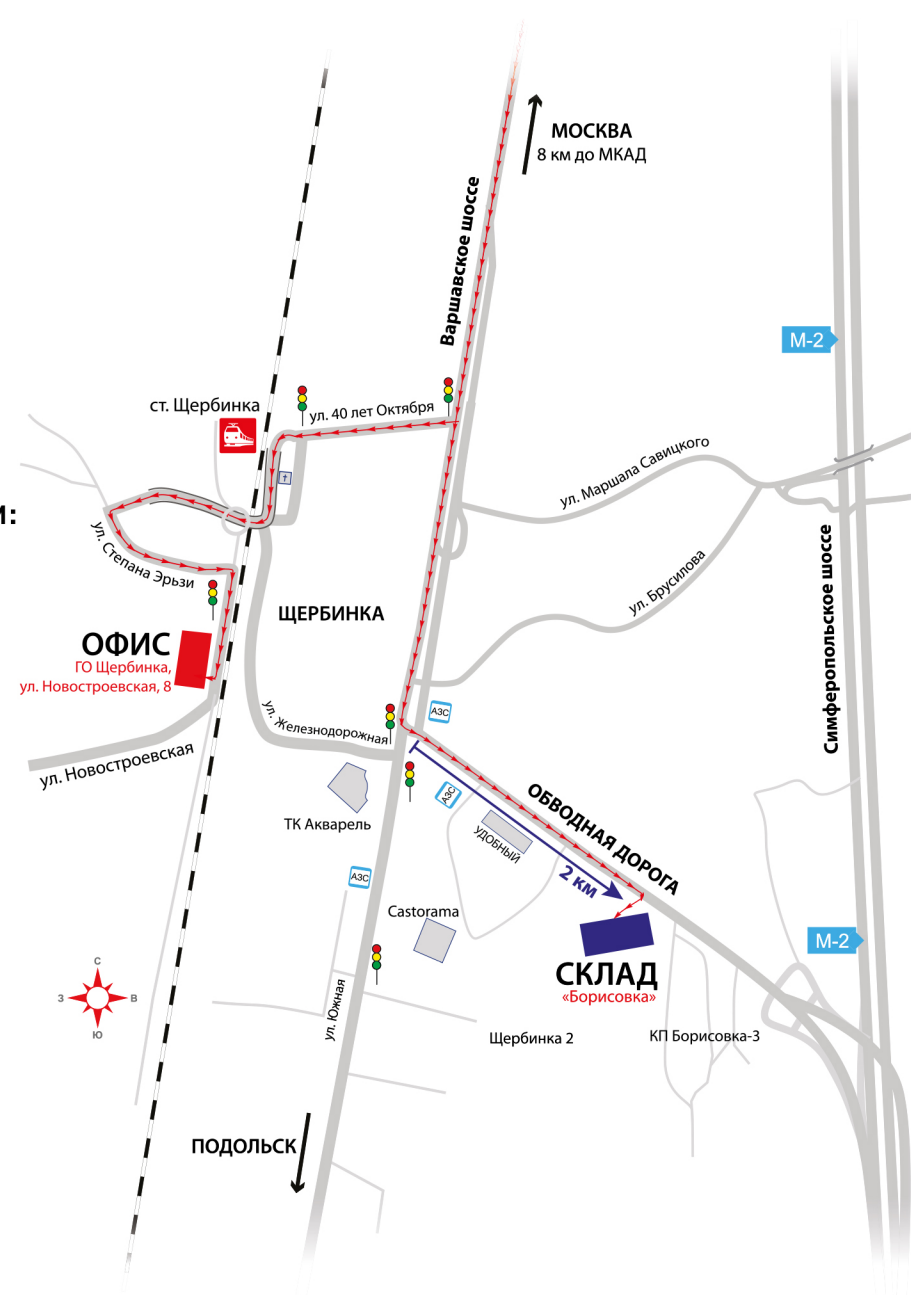 МОСКВА
8 км до МКАД
Варшавское шоссе
М-2
ст. Щербинка
ул. 40 лет Октября
ул. Маршала Савицкого
и:
ул. Степана Эрьзи
ул. Брусилова
Симферопольское шоссе
ЩЕРБИНКА
ОФИС
ГО Щербинка,
ул. Новостроевская, 8
ул. Железнодорожная
АЗС
ул. Новостроевская
АЗС
ОБВОДНАЯ ДОРОГА
ТК Акварель
УДОБНЫЙ
2 км
АЗС
Castorama
М-2
СКЛАД
«Борисовка»
С
З
В
Ю
ул. Южная
Щербинка 2
КП Борисовка-3
ПОДОЛЬСК